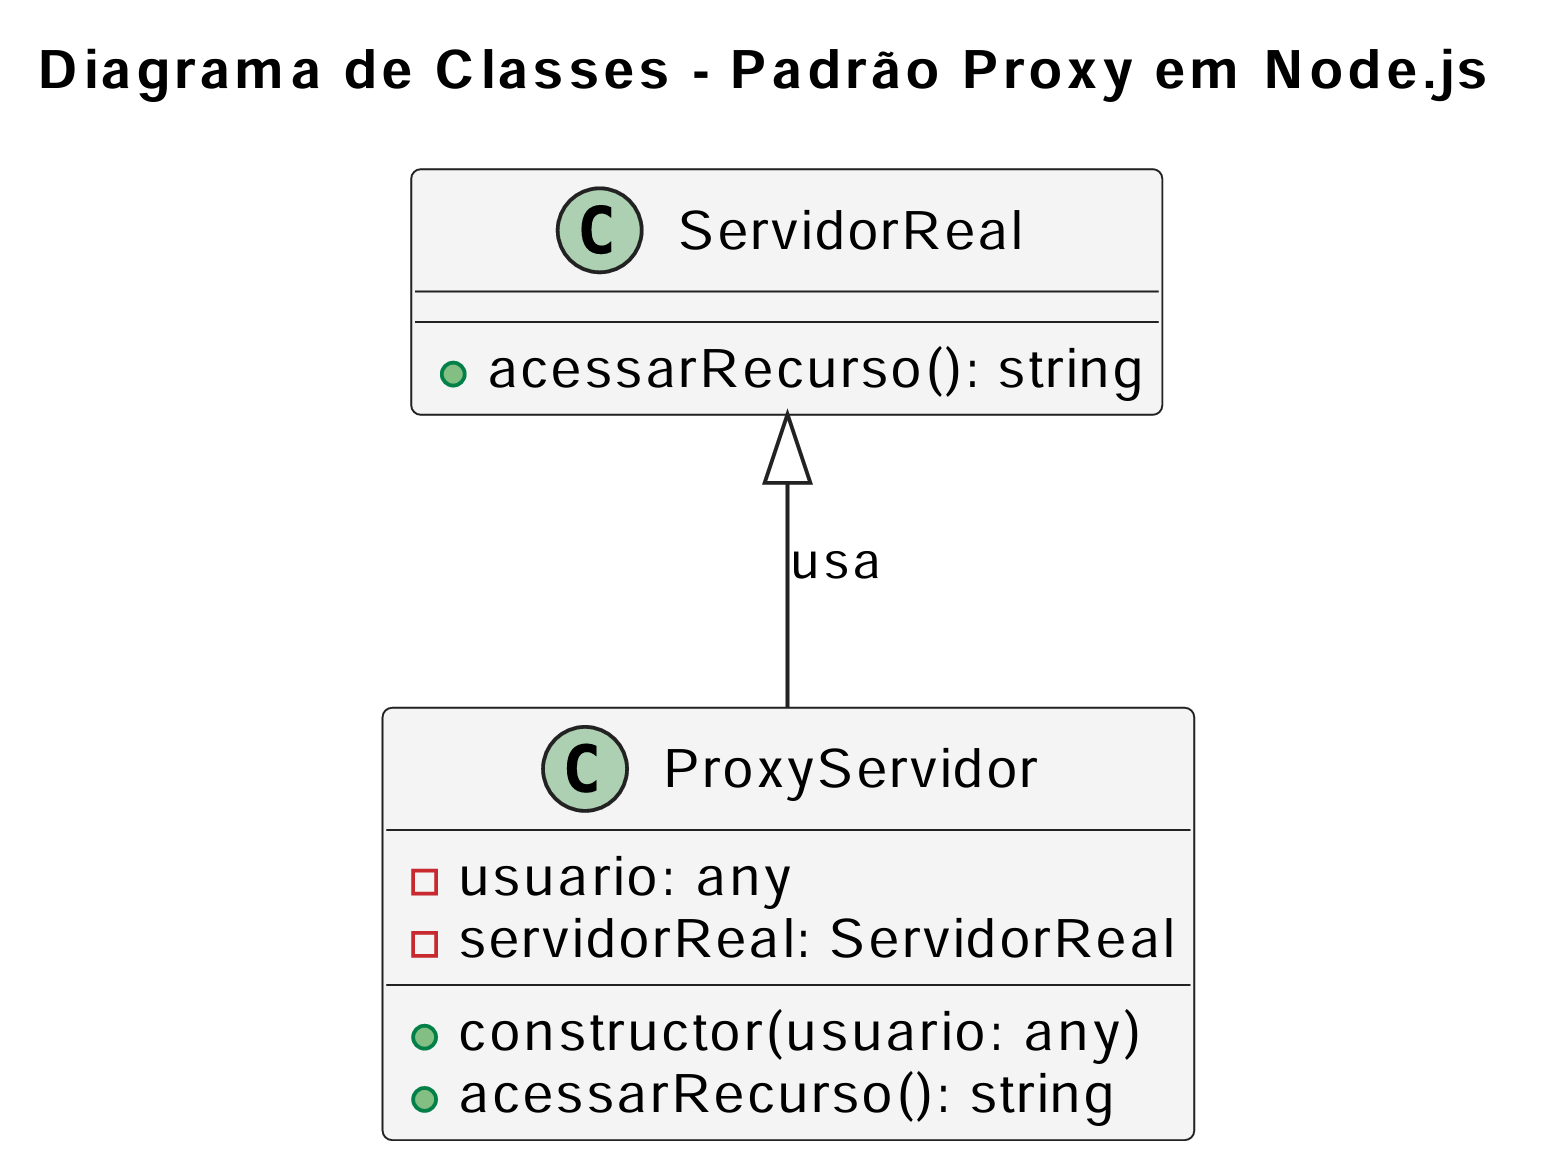 Diagrama de Classes - Padrão Proxy em Node.js
C ServidorReal
acessarRecurso(): string
usa
C ProxyServidor
usuario: any
servidorReal: ServidorReal
constructor(usuario: any)
acessarRecurso(): string